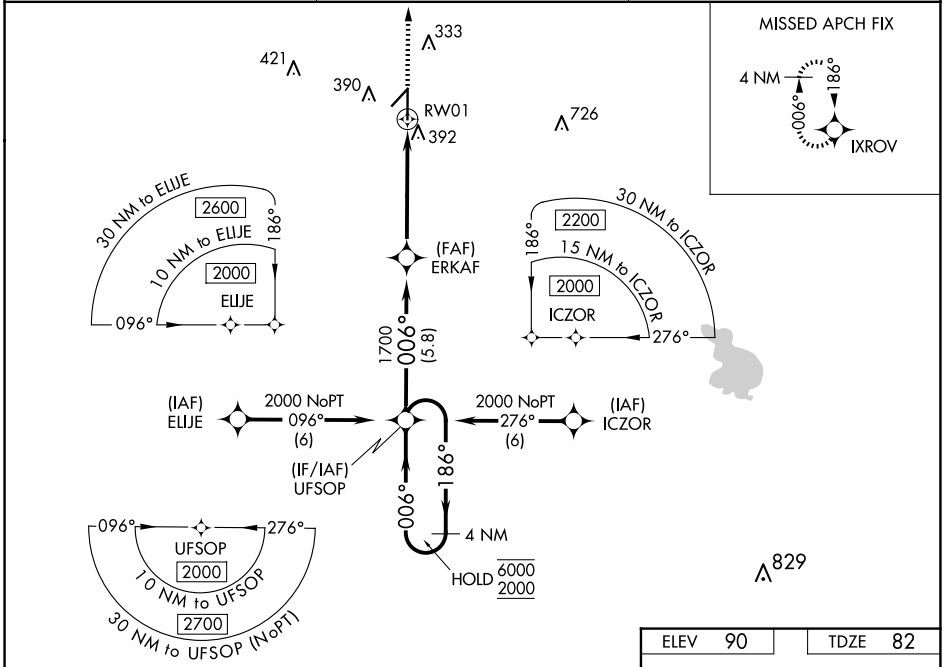 MISSED APCH FIX
4 NM
186°
006°
IXROV
333
421
390
RW01
392
726
30 NM to ELIJE
2600
186°
10 NM to ELIJE
2000
ELIJE
096°
(FAF)
ERKAF
30 NM to ICZOR
2200
186°
15 NM to ICZOR
2000
ICZOR
276°
1700
006°
(5.8)
(IAF)
ELIJE
2000 NoPT
096°
(6)
2000 NoPT
276°
(6)
(IAF)
ICZOR
(IF/IAF)
UFSOP
186°
006°
4 NM
HOLD
6000
2000
096°
276°
UFSOP
2000
10 NM to UFSOP
2700
30 NM to UFSOP (NoPT)
829
ELEV 90
TDZE 82